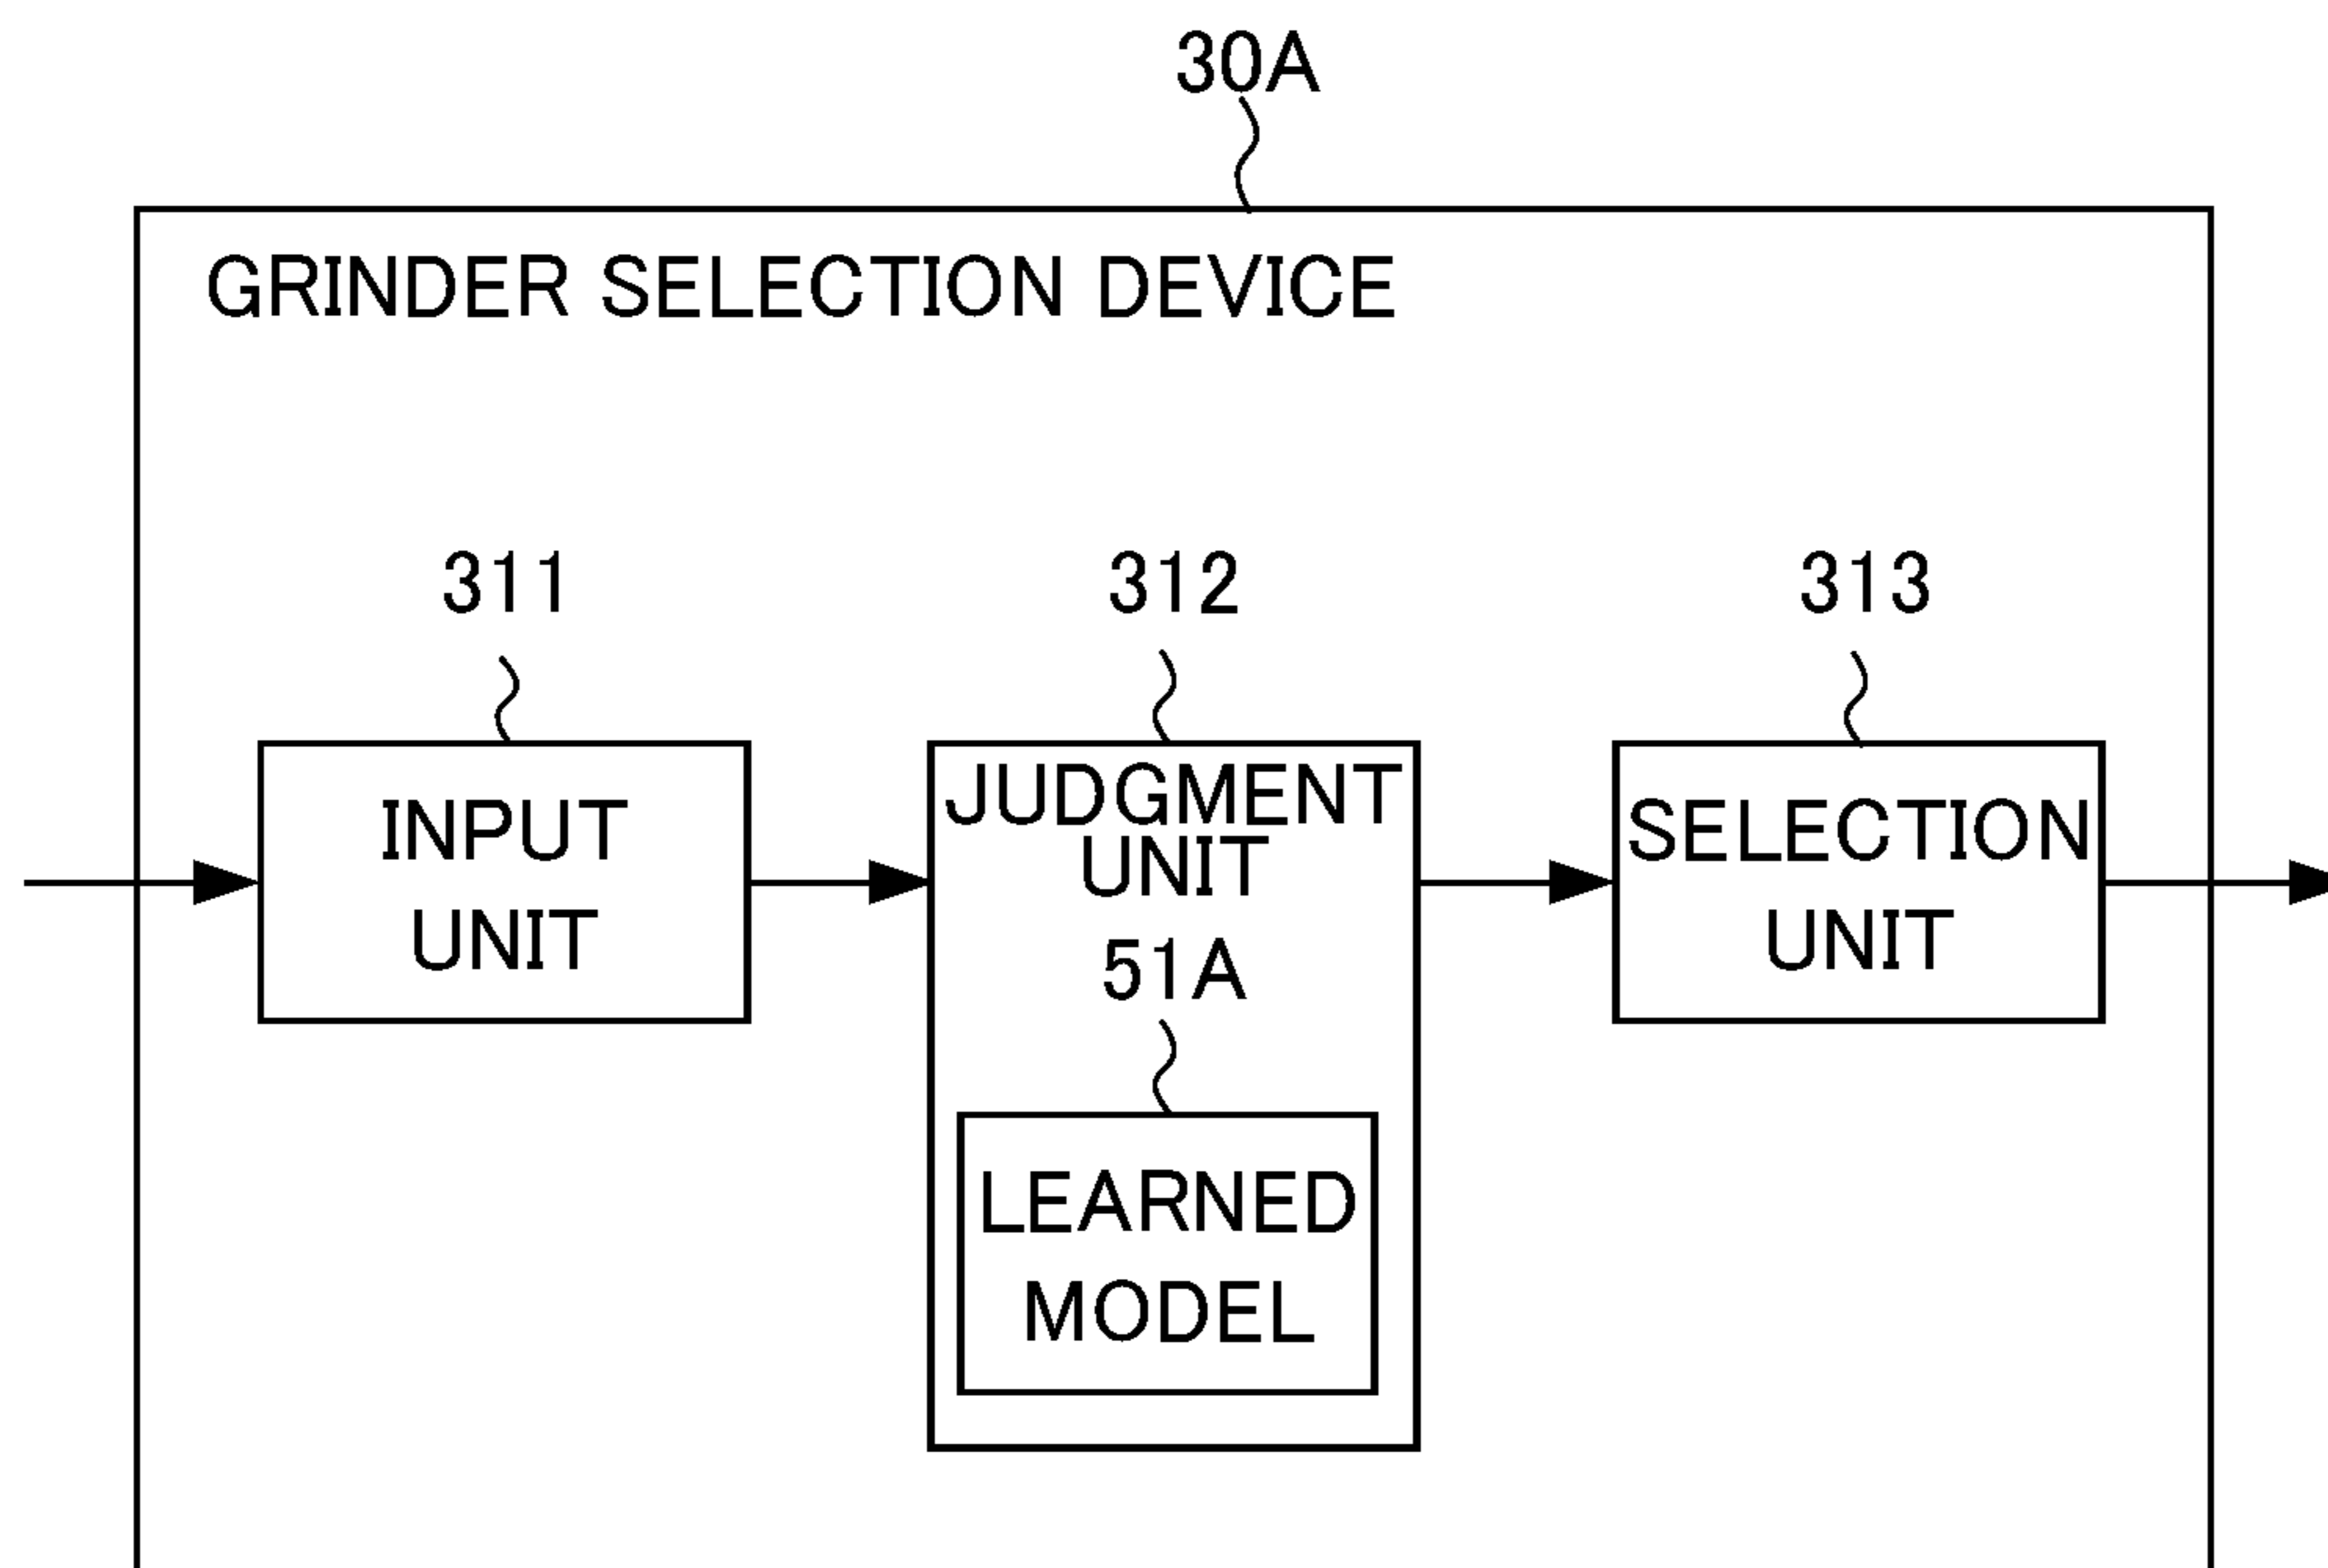 30A
GRINDER SELECTION DEVICE
311
312
313
INPUT
UNIT
JUDGMENT
UNIT
51A
LEARNED
MODEL
SELECTION
UNIT